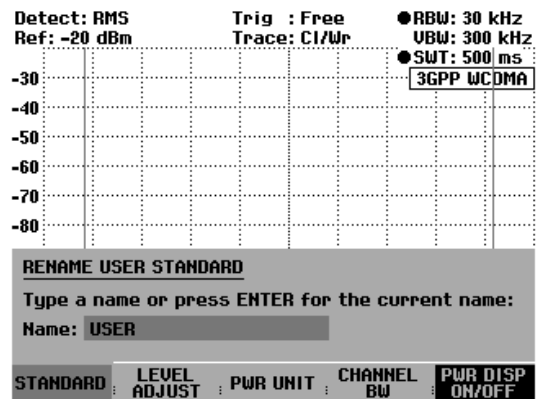 Detect: RMS Trig : Free ●RBW: 30 kHz
Ref: -20 dBm Trace: Cl/Wr VBW: 300 kHz
●SWT: 500 ms
3GPP WCDMA
-30
-40
-50
-60
-70
-80
RENAME USER STANDARD
Type a name or press ENTER for the current name:
Name: USER
STANDARD LEVEL ADJUST PWR UNIT CHANNEL BW PWR DISP ON/OFF